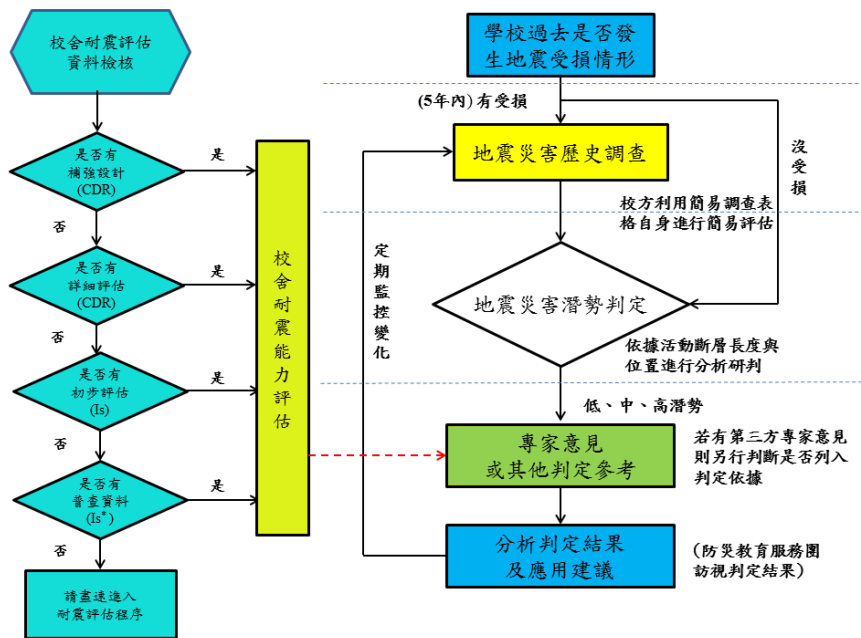 校舍耐震評估
資料檢核
是否有
補強設計
(CDR)
是
否
是否有
詳細評估
(CDR)
是
否
是否有
初步評估
(Is)
是
否
是否有
普查資料
(Is*)
是
否
請盡速進入
耐震評估程序
校舍耐震能力評估
學校過去是否發
生地震受損情形
(5年內)有受損
沒受損
地震災害歷史調查
校方利用簡易調查表
格自身進行簡易評估
定期監控變化
地震災害潛勢判定
依據活動斷層長度與
位置進行分析研判
低、中、高潛勢
專家意見
或其他判定參考
若有第三方專家意見
則另行判斷是否列入
判定依據
分析判定結果
及應用建議
(防災教育服務團
訪視判定結果)